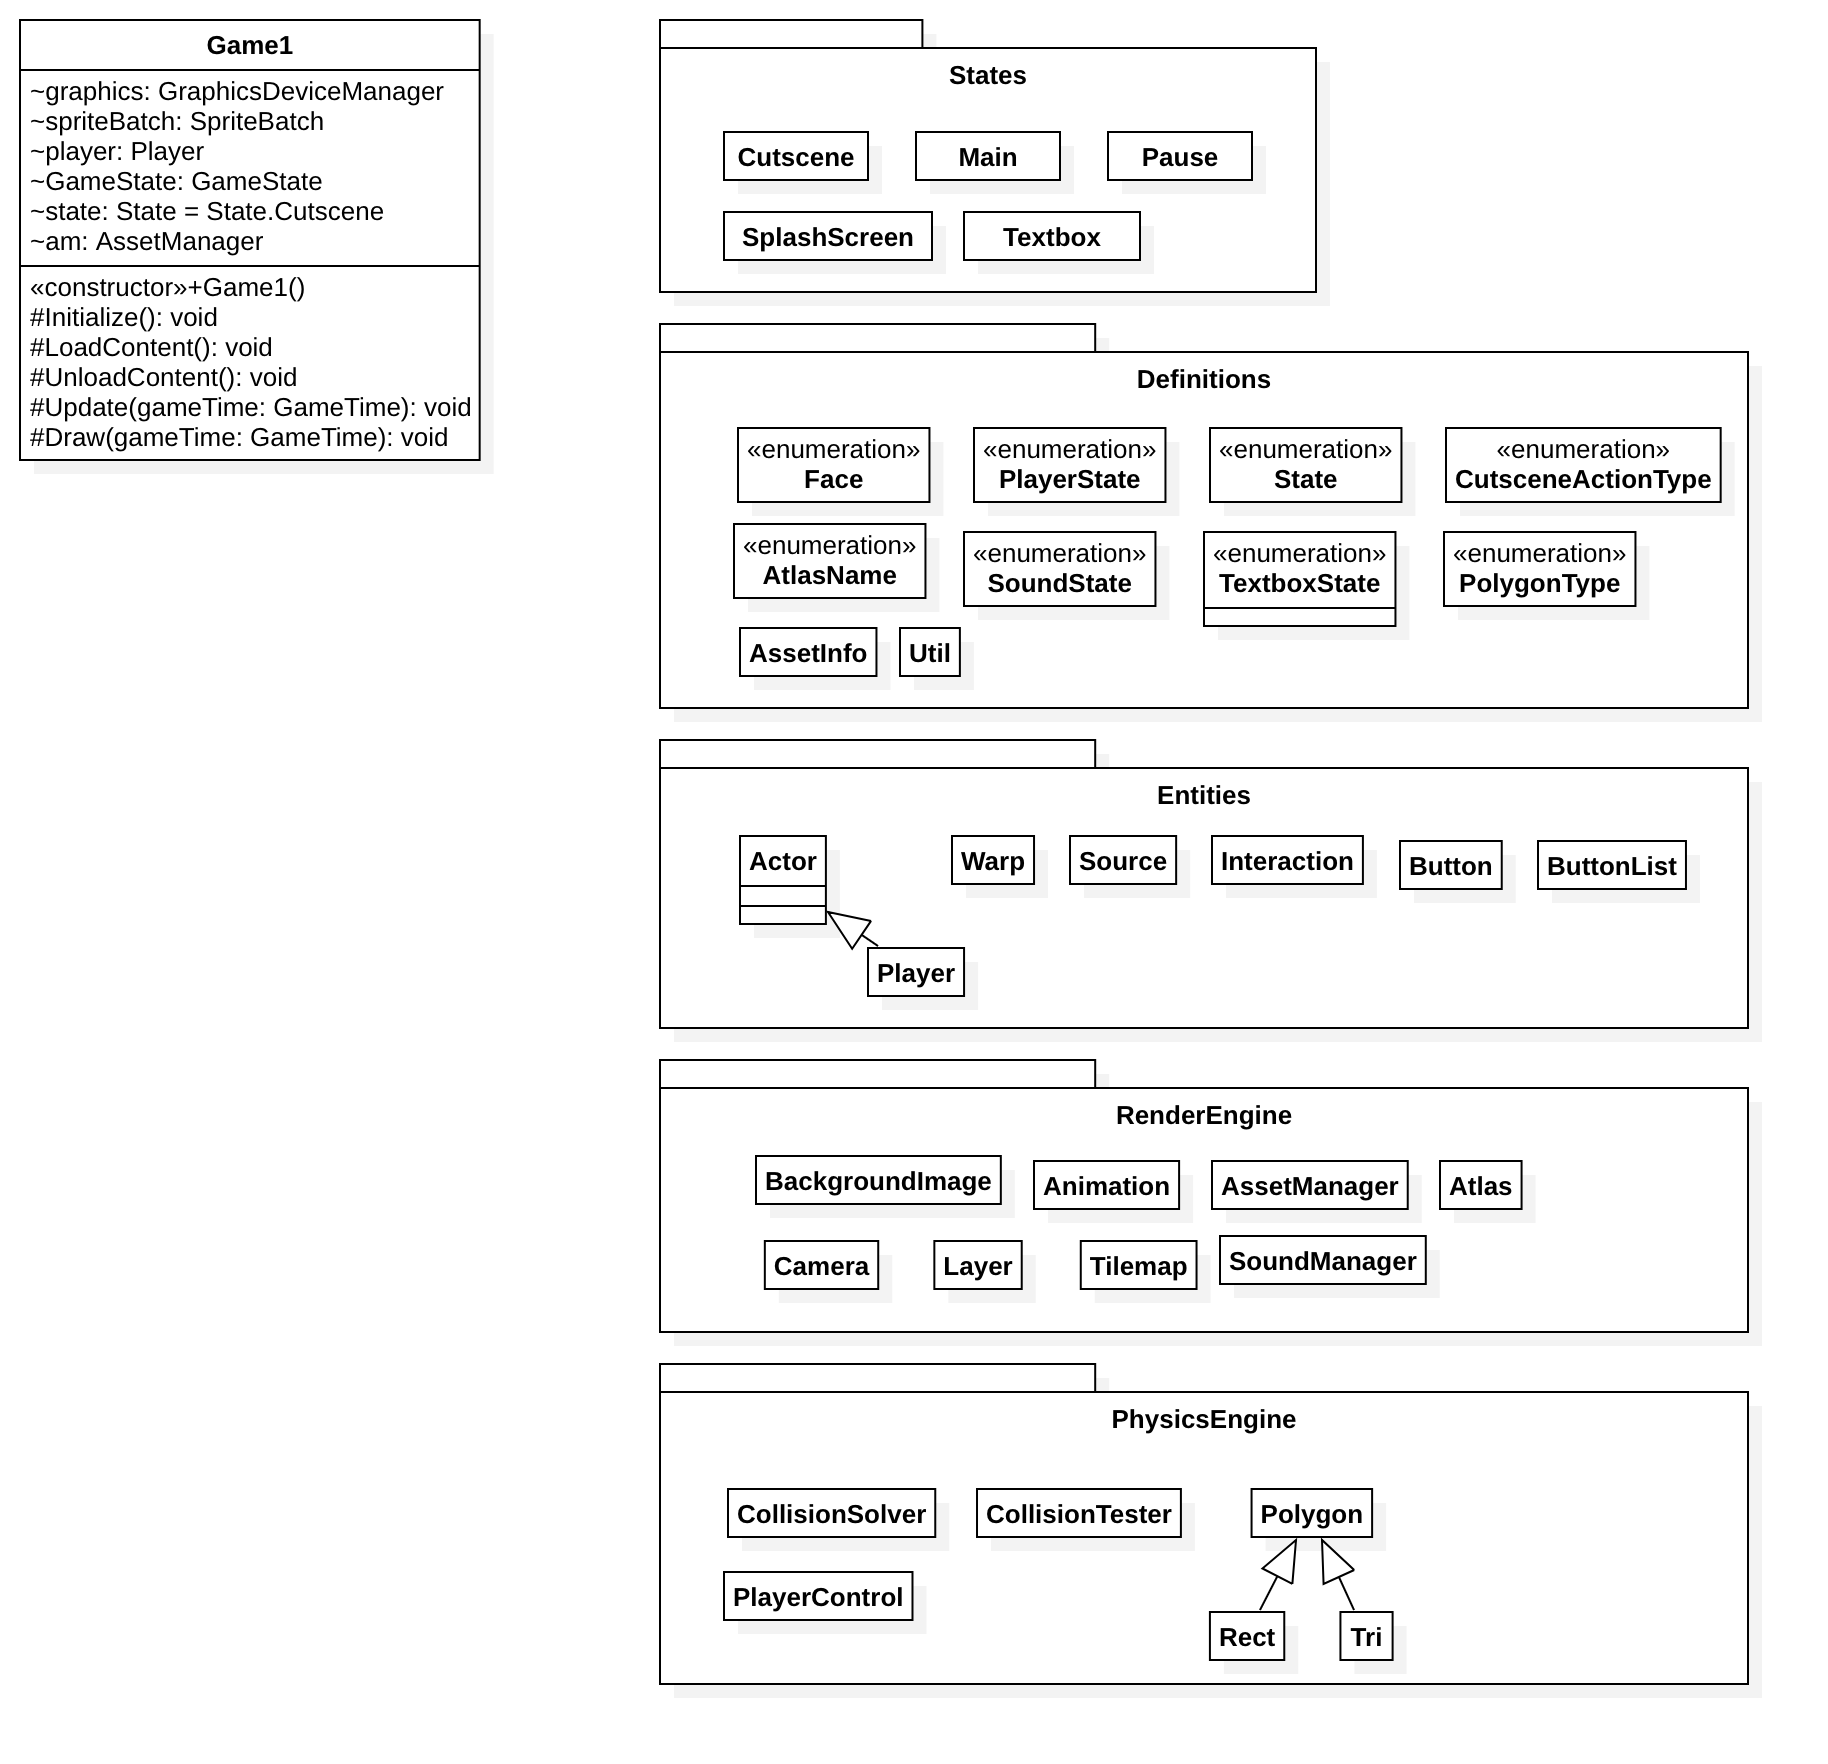 Game1
~graphics: GraphicsDeviceManager
~spriteBatch: SpriteBatch
~player: Player
~GameState: GameState
~state: State = State.Cutscene
~am: AssetManager
«constructor»+Game1()
#Initialize(): void
#LoadContent(): void
#UnloadContent(): void
#Update(gameTime: GameTime): void
#Draw(gameTime: GameTime): void
States
Cutscene
Main
Pause
SplashScreen
Textbox
Definitions
«enumeration»
Face
«enumeration»
PlayerState
«enumeration»
State
«enumeration»
CutsceneActionType
«enumeration»
AtlasName
«enumeration»
SoundState
«enumeration»
TextboxState
«enumeration»
PolygonType
AssetInfo
Util
Entities
Actor
Warp
Source
Interaction
Button
ButtonList
Player
RenderEngine
BackgroundImage
Animation
AssetManager
Atlas
Camera
Layer
Tilemap
SoundManager
PhysicsEngine
CollisionSolver
CollisionTester
Polygon
PlayerControl
Rect
Tri